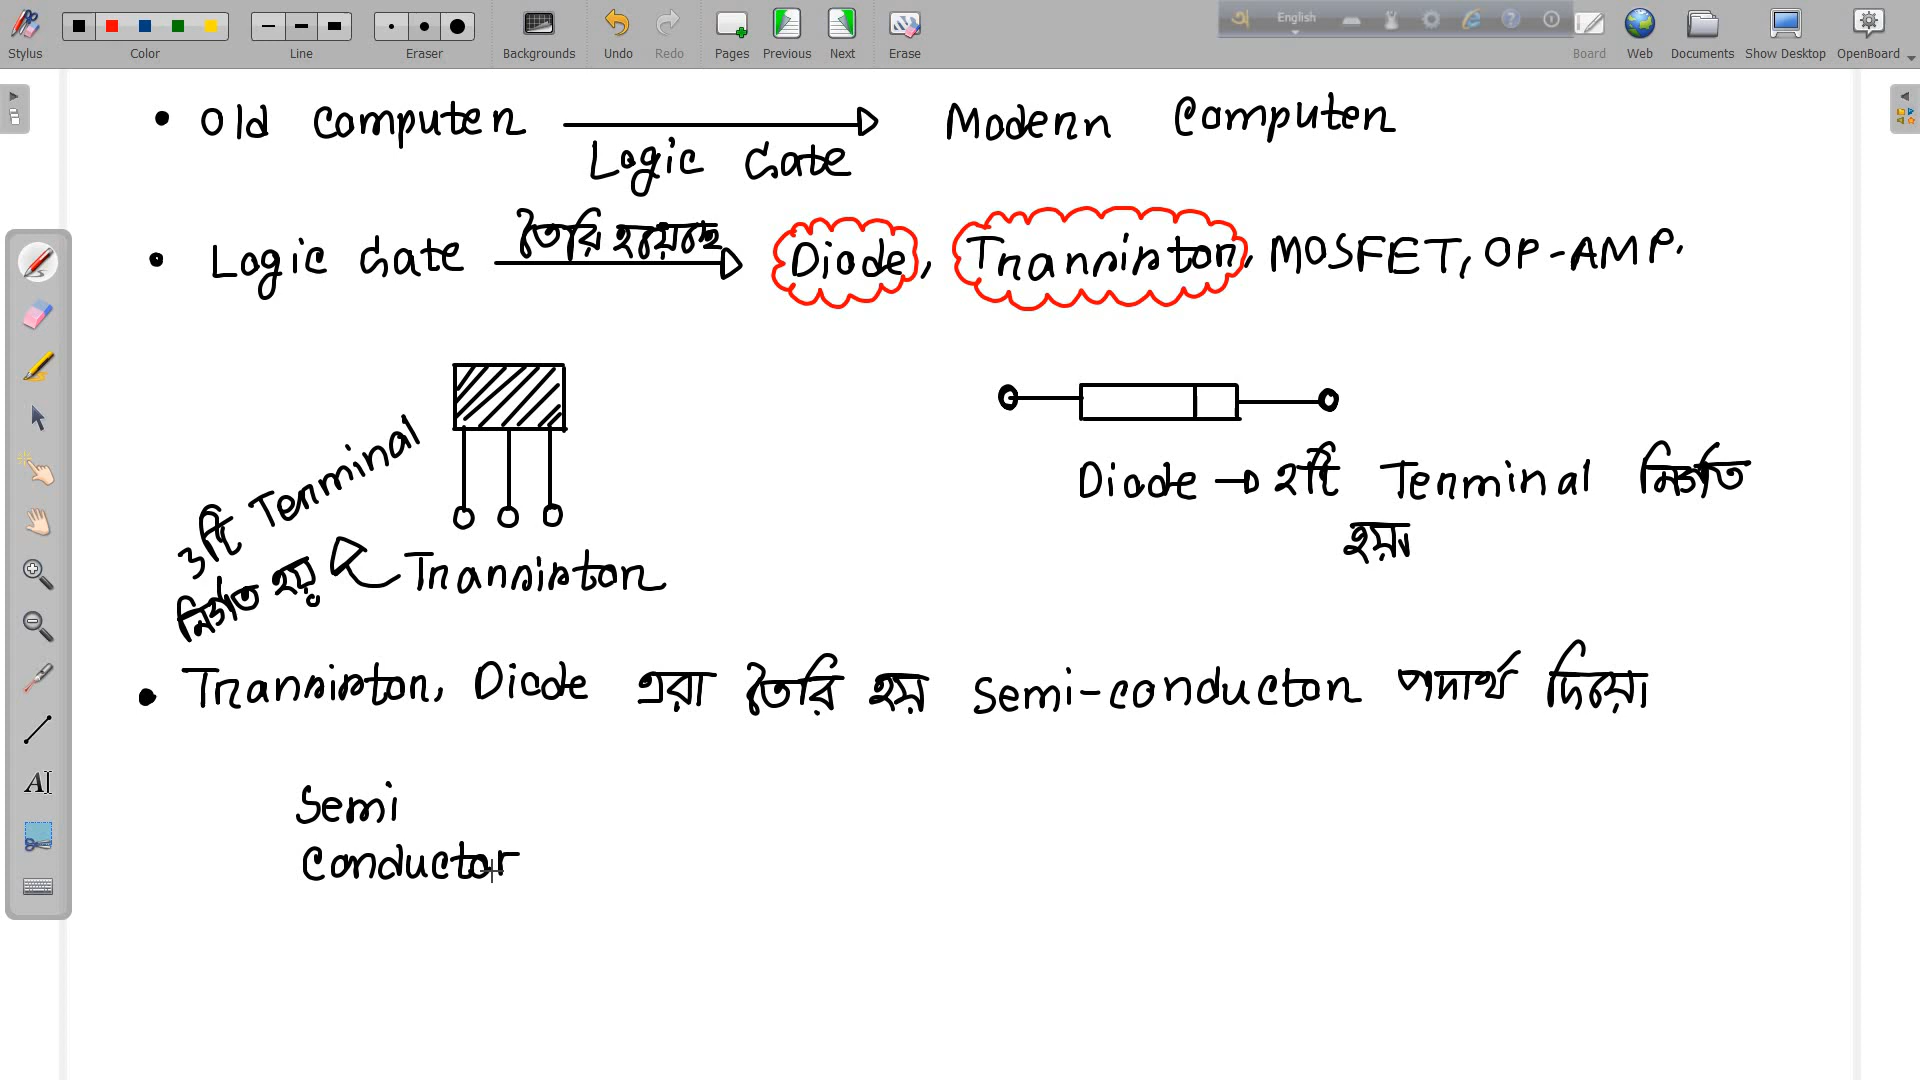 Stylus
Color
Line
Eraser
Backgrounds
Undo
Redo
Pages
Previous
Next
Erase
English
Board
Web
Documents
Show Desktop
OpenBoard
• Old Computer → Modern Computer
Logic Gate
• Logic Gate → Diode, Transistor, MOSFET, OP-AMP.
তৈরি হয়েছে
3টি Terminal
নির্গত হয়
Transistor
Diode → ২টি Terminal নির্গত
হয়।
• Transistor, Diode এরা তৈরি হয় Semi-conductor পদার্থ দিয়ে।
Semi
Conductor